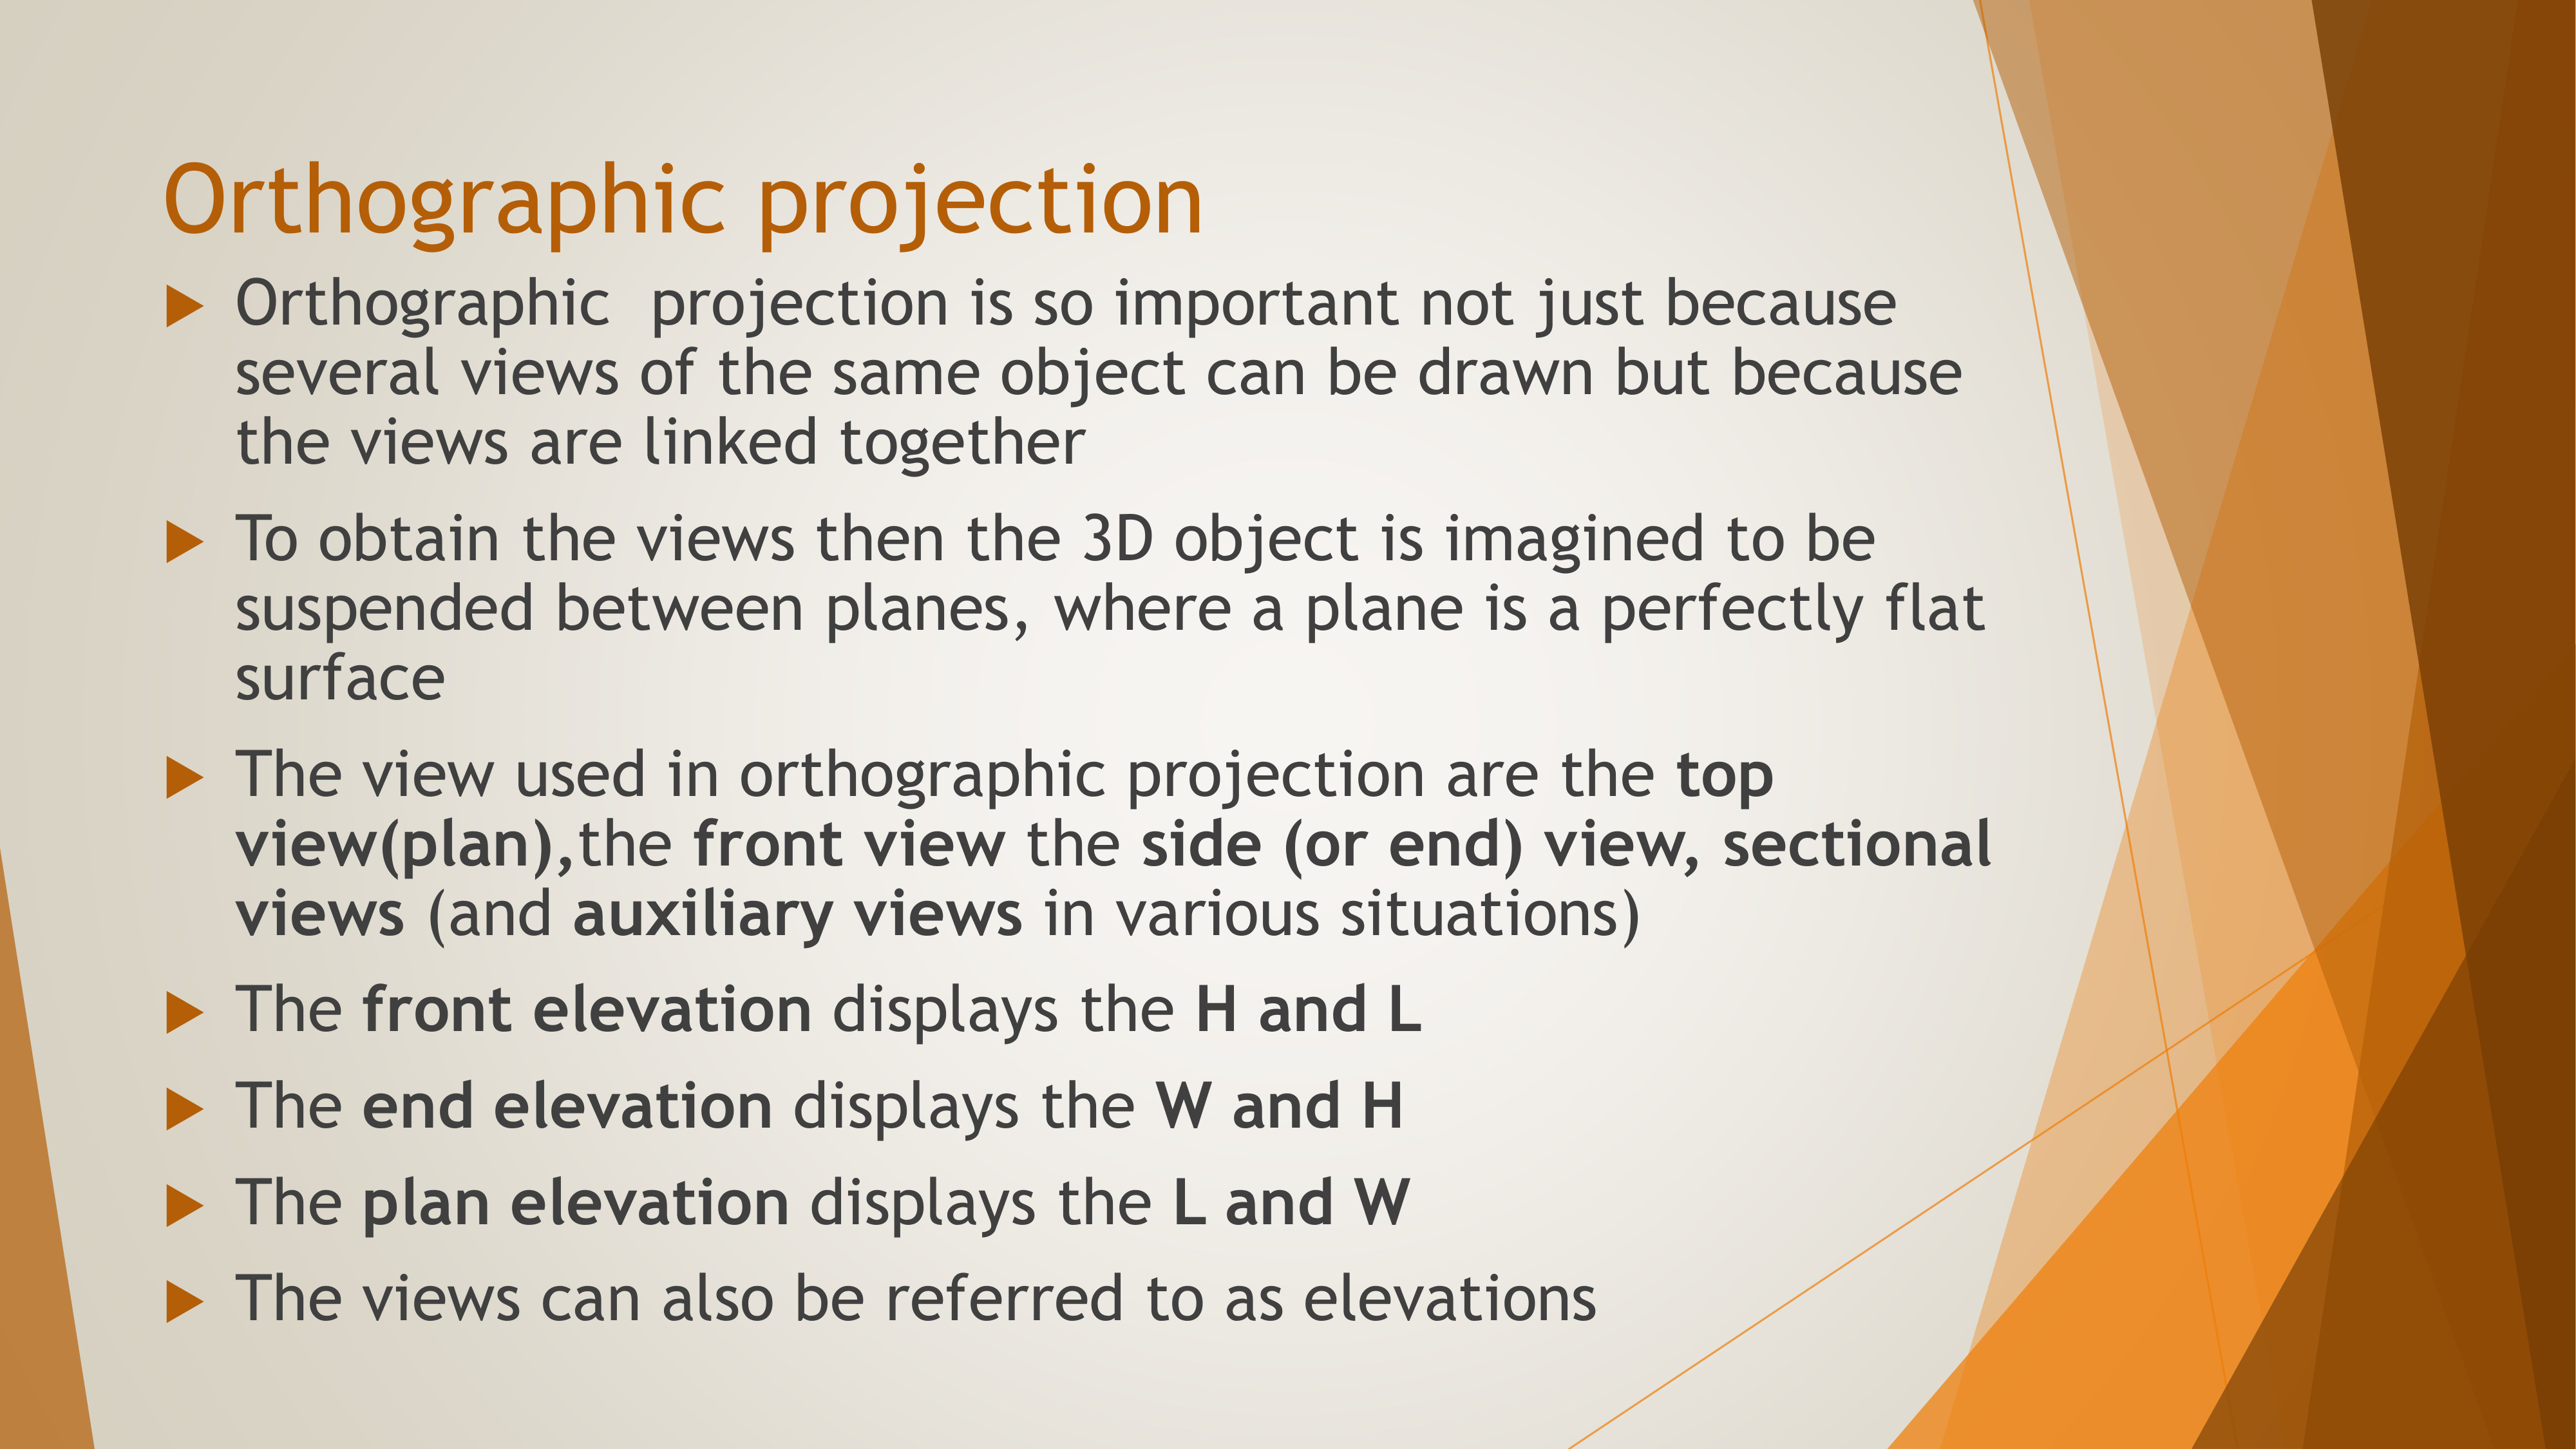 Orthographic projection
Orthographic  projection is so important not just because
several views of the same object can be drawn but because
the views are linked together
To obtain the views then the 3D object is imagined to be
suspended between planes, where a plane is a perfectly flat
surface
The view used in orthographic projection are the top
view(plan),the front view the side (or end) view, sectional
views (and auxiliary views in various situations)
The front elevation displays the H and L
The end elevation displays the W and H
The plan elevation displays the L and W
The views can also be referred to as elevations